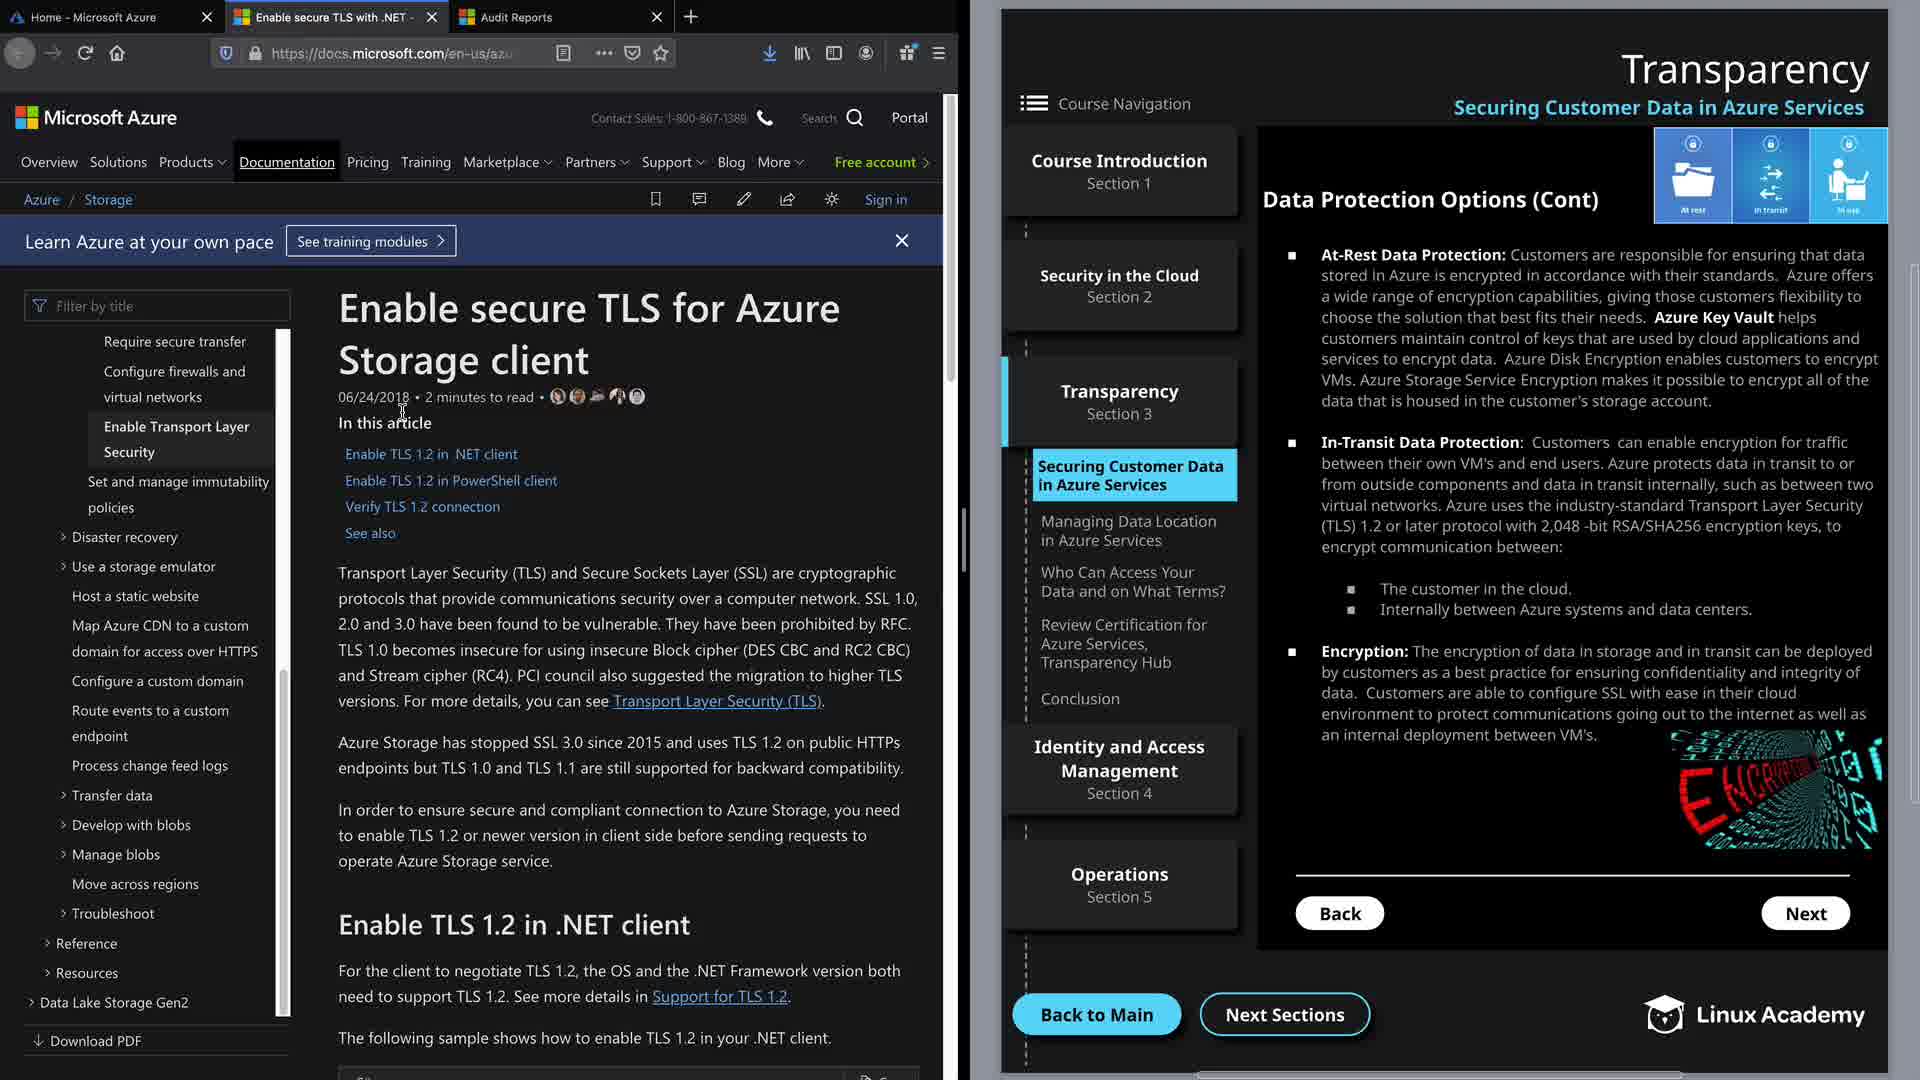 Home - Microsoft Azure
Enable secure TLS with .NET -
Audit Reports
https://docs.microsoft.com/en-us/azu
Microsoft Azure
Contact Sales: 1-800-867-1389
Search
Portal
Overview
Solutions
Products
Documentation
Pricing
Training
Marketplace
Partners
Support
Blog
More
Free account
Azure / Storage
Sign in
Learn Azure at your own pace
See training modules
Filter by title
Require secure transfer
Configure firewalls and
virtual networks
Enable Transport Layer
Security
Set and manage immutability
policies
Disaster recovery
Use a storage emulator
Host a static website
Map Azure CDN to a custom
domain for access over HTTPS
Configure a custom domain
Route events to a custom
endpoint
Process change feed logs
Transfer data
Develop with blobs
Manage blobs
Move across regions
Troubleshoot
Reference
Resources
Data Lake Storage Gen2
Download PDF
Enable secure TLS for Azure
Storage client
06/24/2018 • 2 minutes to read •
In this article
Enable TLS 1.2 in .NET client
Enable TLS 1.2 in PowerShell client
Verify TLS 1.2 connection
See also
Transport Layer Security (TLS) and Secure Sockets Layer (SSL) are cryptographic
protocols that provide communications security over a computer network. SSL 1.0,
2.0 and 3.0 have been found to be vulnerable. They have been prohibited by RFC.
TLS 1.0 becomes insecure for using insecure Block cipher (DES CBC and RC2 CBC)
and Stream cipher (RC4). PCI council also suggested the migration to higher TLS
versions. For more details, you can see Transport Layer Security (TLS).
Azure Storage has stopped SSL 3.0 since 2015 and uses TLS 1.2 on public HTTPs
endpoints but TLS 1.0 and TLS 1.1 are still supported for backward compatibility.
In order to ensure secure and compliant connection to Azure Storage, you need
to enable TLS 1.2 or newer version in client side before sending requests to
operate Azure Storage service.
Enable TLS 1.2 in .NET client
For the client to negotiate TLS 1.2, the OS and the .NET Framework version both
need to support TLS 1.2. See more details in Support for TLS 1.2.
The following sample shows how to enable TLS 1.2 in your .NET client.
Transparency
Securing Customer Data in Azure Services
Course Navigation
Course Introduction
Section 1
Security in the Cloud
Section 2
Transparency
Section 3
Securing Customer Data
in Azure Services
Managing Data Location
in Azure Services
Who Can Access Your
Data and on What Terms?
Review Certification for
Azure Services,
Transparency Hub
Conclusion
Identity and Access
Management
Section 4
Operations
Section 5
Data Protection Options (Cont)
At rest
In transit
In use
At-Rest Data Protection: Customers are responsible for ensuring that data
stored in Azure is encrypted in accordance with their standards. Azure offers
a wide range of encryption capabilities, giving those customers flexibility to
choose the solution that best fits their needs. Azure Key Vault helps
customers maintain control of keys that are used by cloud applications and
services to encrypt data. Azure Disk Encryption enables customers to encrypt
VMs. Azure Storage Service Encryption makes it possible to encrypt all of the
data that is housed in the customer's storage account.
In-Transit Data Protection: Customers can enable encryption for traffic
between their own VM's and end users. Azure protects data in transit to or
from outside components and data in transit internally, such as between two
virtual networks. Azure uses the industry-standard Transport Layer Security
(TLS) 1.2 or later protocol with 2,048 -bit RSA/SHA256 encryption keys, to
encrypt communication between:
The customer in the cloud.
Internally between Azure systems and data centers.
Encryption: The encryption of data in storage and in transit can be deployed
by customers as a best practice for ensuring confidentiality and integrity of
data. Customers are able to configure SSL with ease in their cloud
environment to protect communications going out to the internet as well as
an internal deployment between VM's.
ENCRYPTION
Back
Next
Back to Main
Next Sections
Linux Academy